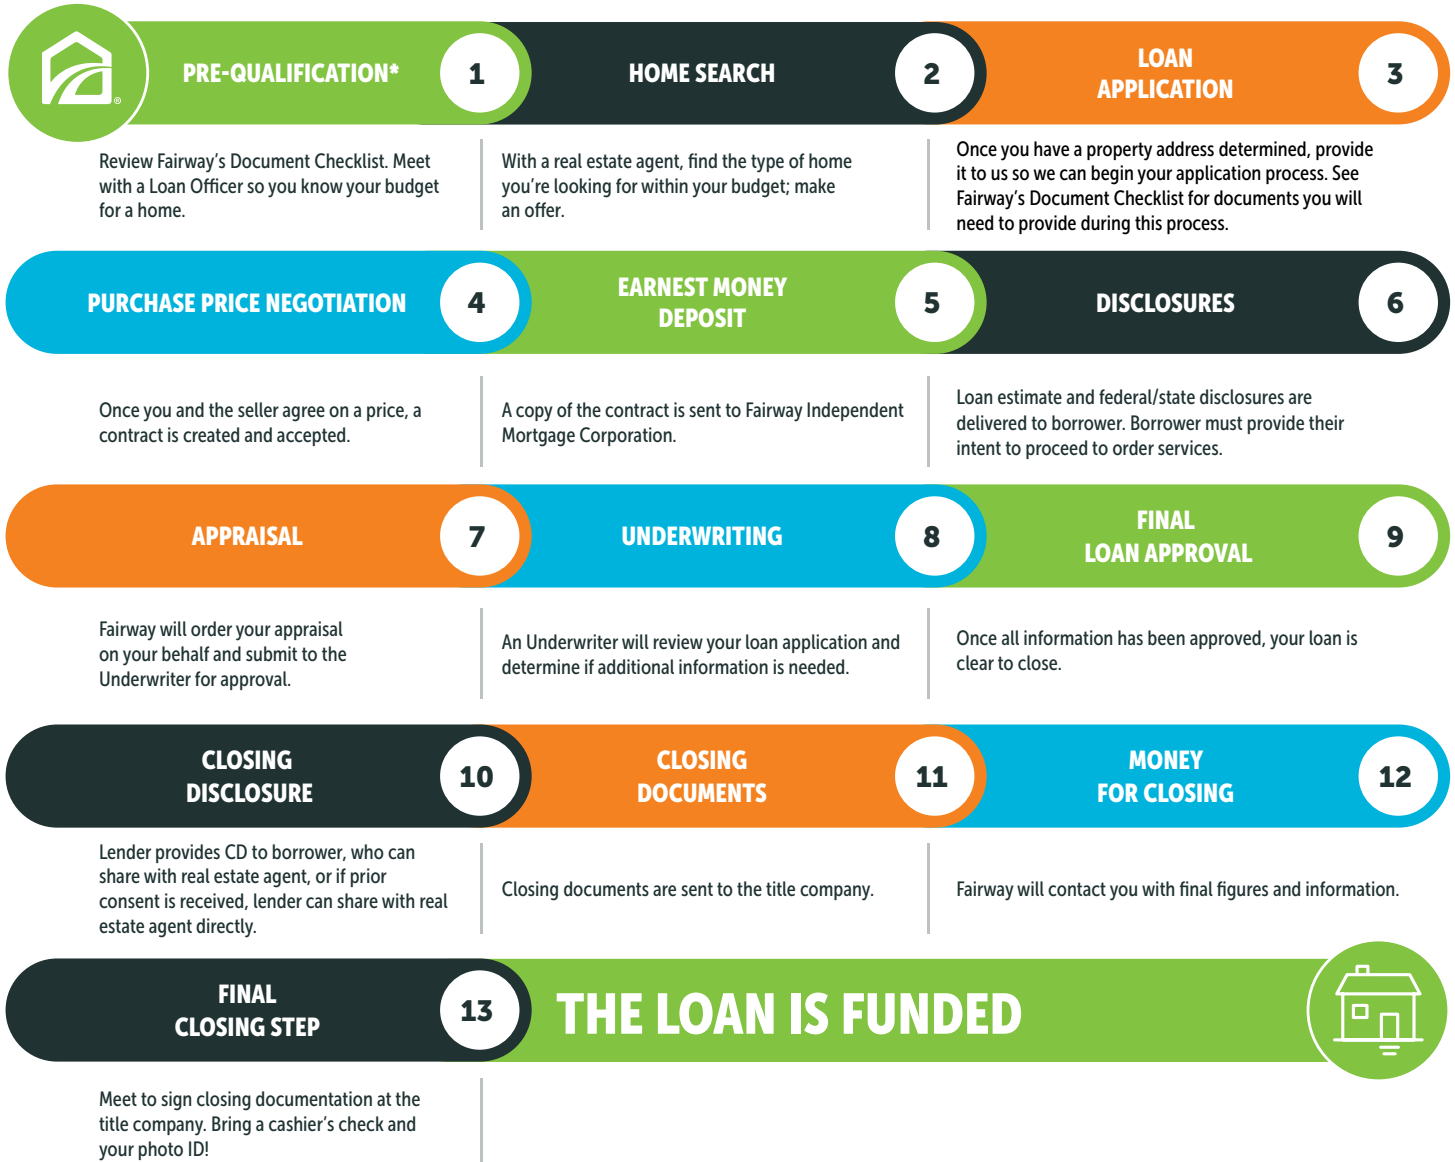 PRE-QUALIFICATION*
1
Review Fairway's Document Checklist. Meet
with a Loan Officer so you know your budget
for a home.
HOME SEARCH
2
With a real estate agent, find the type of home
you're looking for within your budget; make
an offer.
LOAN
APPLICATION
3
Once you have a property address determined, provide
it to us so we can begin your application process. See
Fairway's Document Checklist for documents you will
need to provide during this process.
PURCHASE PRICE NEGOTIATION
4
Once you and the seller agree on a price, a
contract is created and accepted.
EARNEST MONEY
DEPOSIT
5
A copy of the contract is sent to Fairway Independent
Mortgage Corporation.
DISCLOSURES
6
Loan estimate and federal/state disclosures are
delivered to borrower. Borrower must provide their
intent to proceed to order services.
APPRAISAL
7
Fairway will order your appraisal
on your behalf and submit to the
Underwriter for approval.
UNDERWRITING
8
An Underwriter will review your loan application and
determine if additional information is needed.
FINAL
LOAN APPROVAL
9
Once all information has been approved, your loan is
clear to close.
CLOSING
DISCLOSURE
10
Lender provides CD to borrower, who can
share with real estate agent, or if prior
consent is received, lender can share with real
estate agent directly.
CLOSING
DOCUMENTS
11
Closing documents are sent to the title company.
MONEY
FOR CLOSING
12
Fairway will contact you with final figures and information.
FINAL
CLOSING STEP
13
Meet to sign closing documentation at the
title company. Bring a cashier's check and
your photo ID!
THE LOAN IS FUNDED